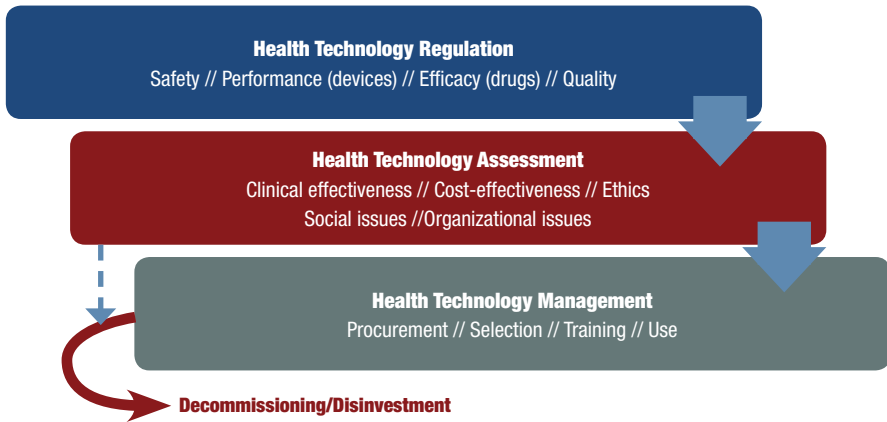 Health Technology Regulation
Safety // Performance (devices) // Efficacy (drugs) // Quality
Health Technology Assessment
Clinical effectiveness // Cost-effectiveness // Ethics
Social issues //Organizational issues
Health Technology Management
Procurement // Selection // Training // Use
Decommissioning/Disinvestment